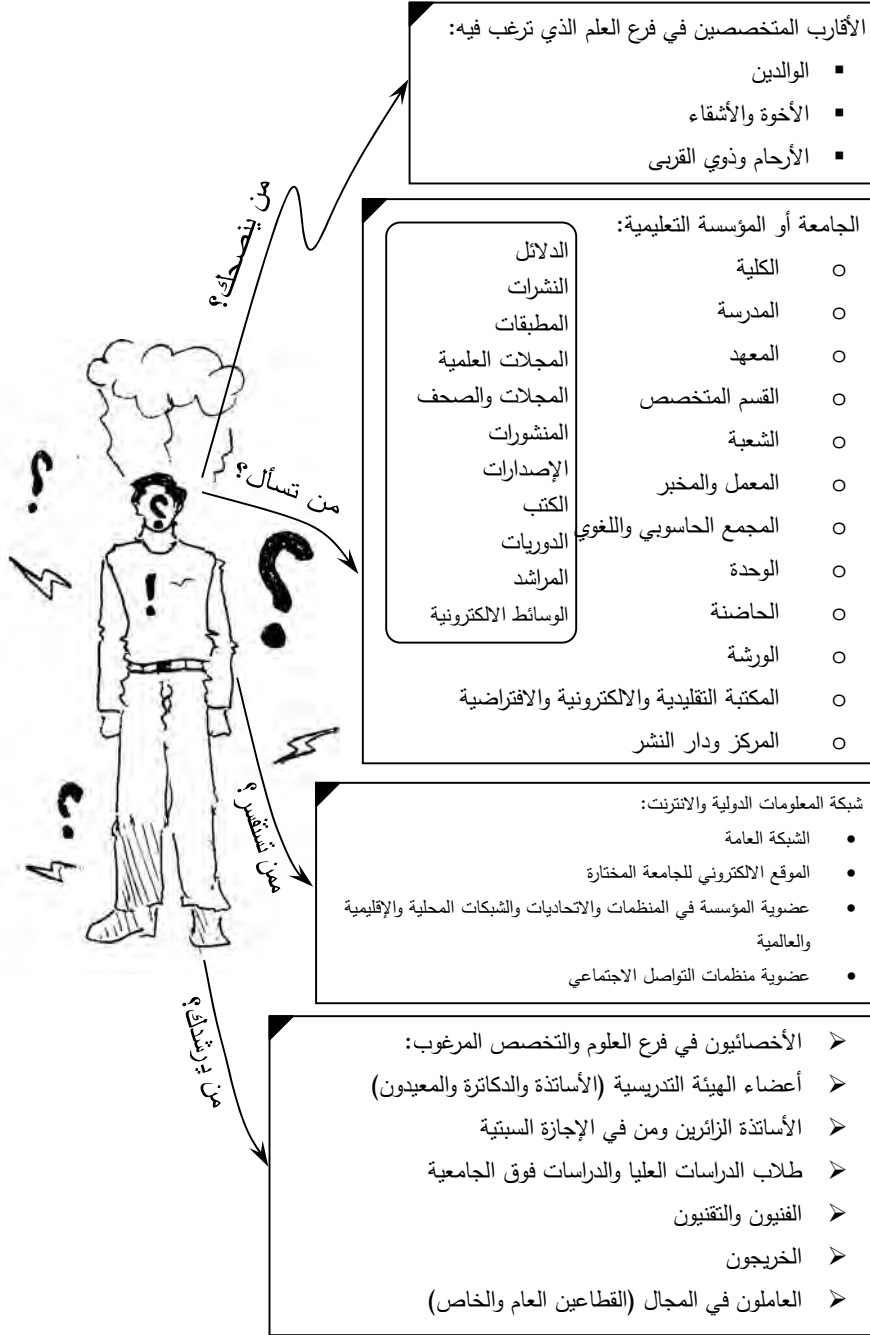 الأقارب المتخصصين في فرع العلم الذي ترغب فيه:
▪ الوالدين
▪ الأخوة والأشقاء
▪ الأرحام وذوي القربى
من ينصحك؟
الجامعة أو المؤسسة التعليمية:
o الكلية
o المدرسة
o المعهد
o القسم المتخصص
o الشعبة
o المعمل والمخبر
o المجمع الحاسوبي واللغوي
o الوحدة
o الحاضنة
o الورشة
o المكتبة التقليدية والالكترونية والافتراضية
o المركز ودار النشر
الدلائل
النشرات
المطبقات
المجلات العلمية
المجلات والصحف
المنشورات
الإصدارات
الكتب
الدوريات
المراشد
الوسائط الالكترونية
من تسأل؟
؟
؟
!
؟
؟
شبكة المعلومات الدولية والانترنت:
• الشبكة العامة
• الموقع الالكتروني للجامعة المختارة
• عضوية المؤسسة في المنظمات والاتحاديات والشبكات المحلية والإقليمية
والعالمية
• عضوية منظمات التواصل الاجتماعي
ممن تستفسر؟
➢ الأخصائيون في فرع العلوم والتخصص المرغوب:
➢ أعضاء الهيئة التدريسية (الأساتذة والدكاترة والمعيدون)
➢ الأساتذة الزائرين ومن في الإجازة السبتية
➢ طلاب الدراسات العليا والدراسات فوق الجامعية
➢ الفنيون والتقنيون
➢ الخريجون
➢ العاملون في المجال (القطاعين العام والخاص)
من يرشدك؟